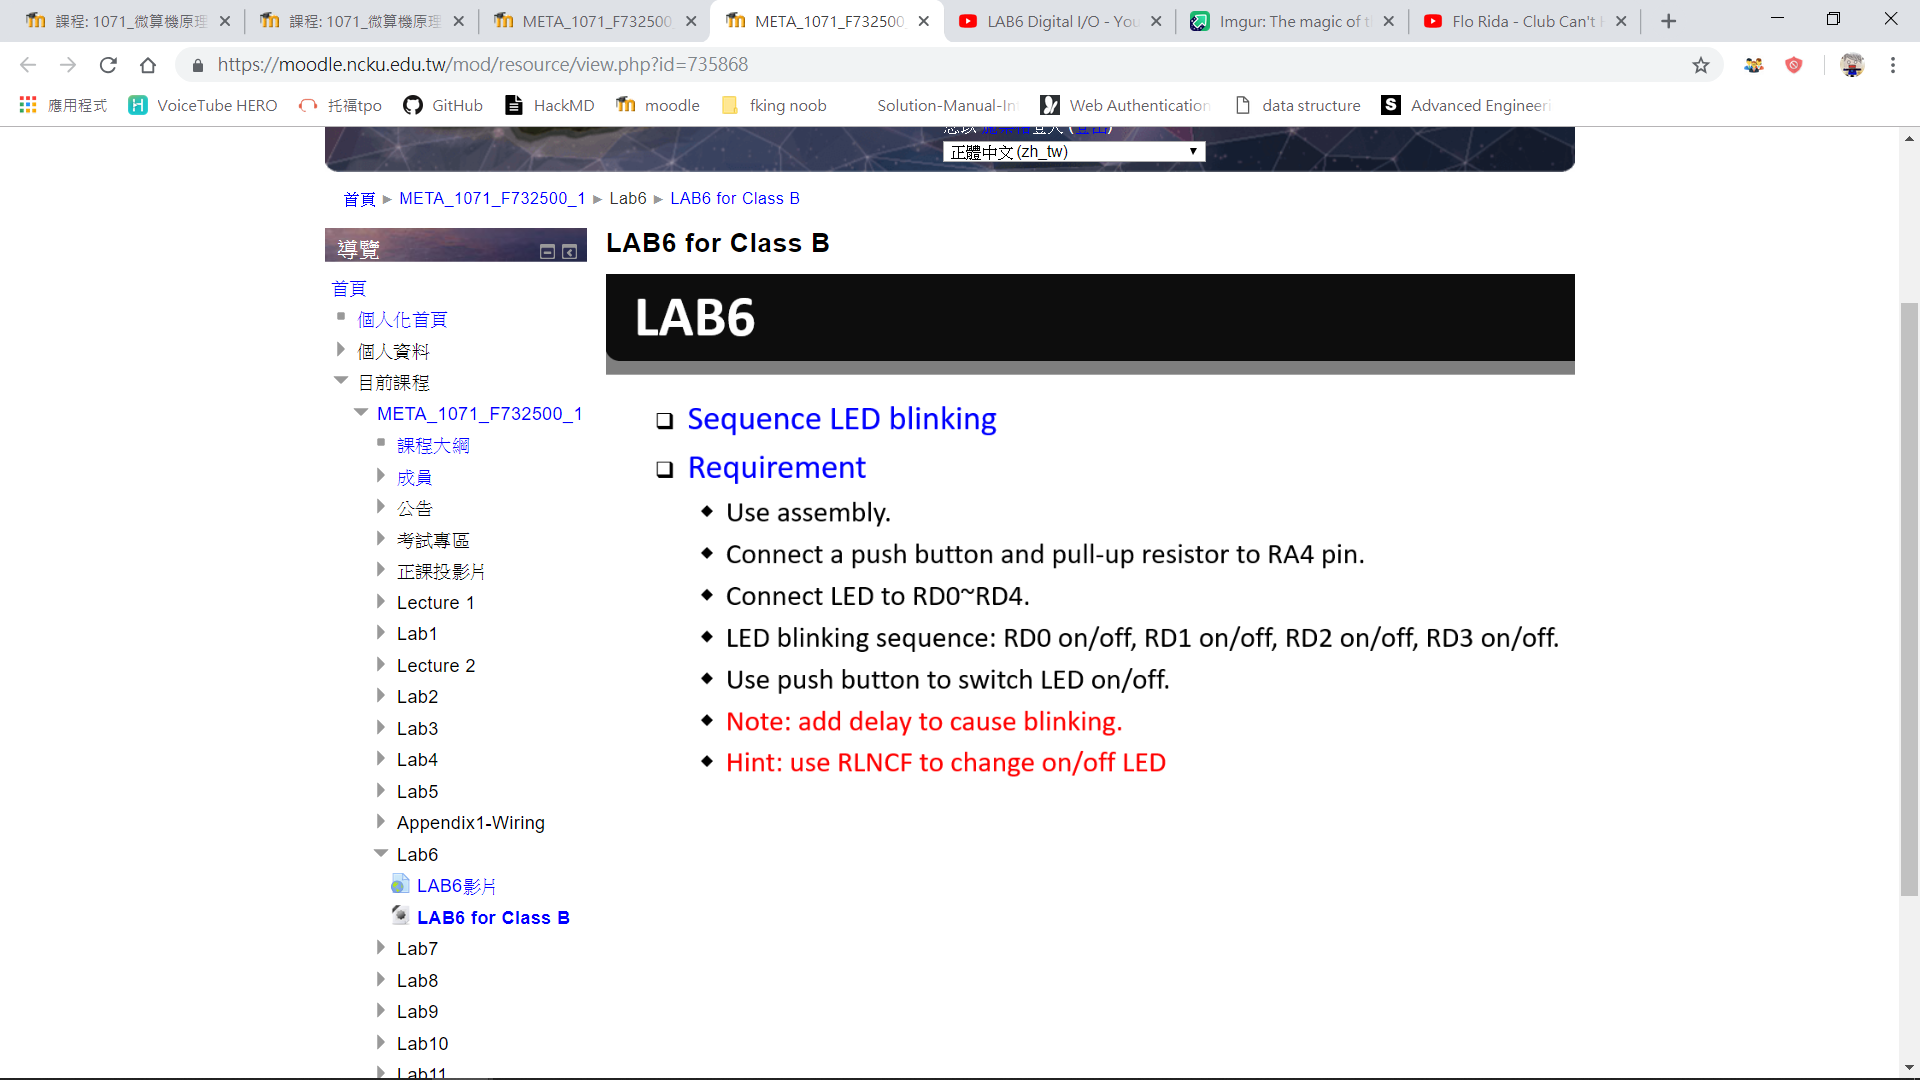 課程: 1071_微算機原理
課程: 1071_微算機原理
META_1071_F732500
META_1071_F732500
LAB6 Digital I/O - You
Imgur: The magic of t
Flo Rida - Club Can't
https://moodle.ncku.edu.tw/mod/resource/view.php?id=735868
應用程式
VoiceTube HERO
托福tpo
GitHub
HackMD
moodle
fking noob
Solution-Manual-In
Web Authentication
data structure
Advanced Engineeri
正體中文 (zh_tw)
首頁 ► META_1071_F732500_1 ► Lab6 ► LAB6 for Class B
導覽
首頁
個人化首頁
個人資料
目前課程
META_1071_F732500_1
課程大綱
成員
公告
考試專區
正課投影片
Lecture 1
Lab1
Lecture 2
Lab2
Lab3
Lab4
Lab5
Appendix1-Wiring
Lab6
LAB6影片
LAB6 for Class B
Lab7
Lab8
Lab9
Lab10
Lab11
LAB6 for Class B
LAB6
Sequence LED blinking
Requirement
Use assembly.
Connect a push button and pull-up resistor to RA4 pin.
Connect LED to RD0~RD4.
LED blinking sequence: RD0 on/off, RD1 on/off, RD2 on/off, RD3 on/off.
Use push button to switch LED on/off.
Note: add delay to cause blinking.
Hint: use RLNCF to change on/off LED